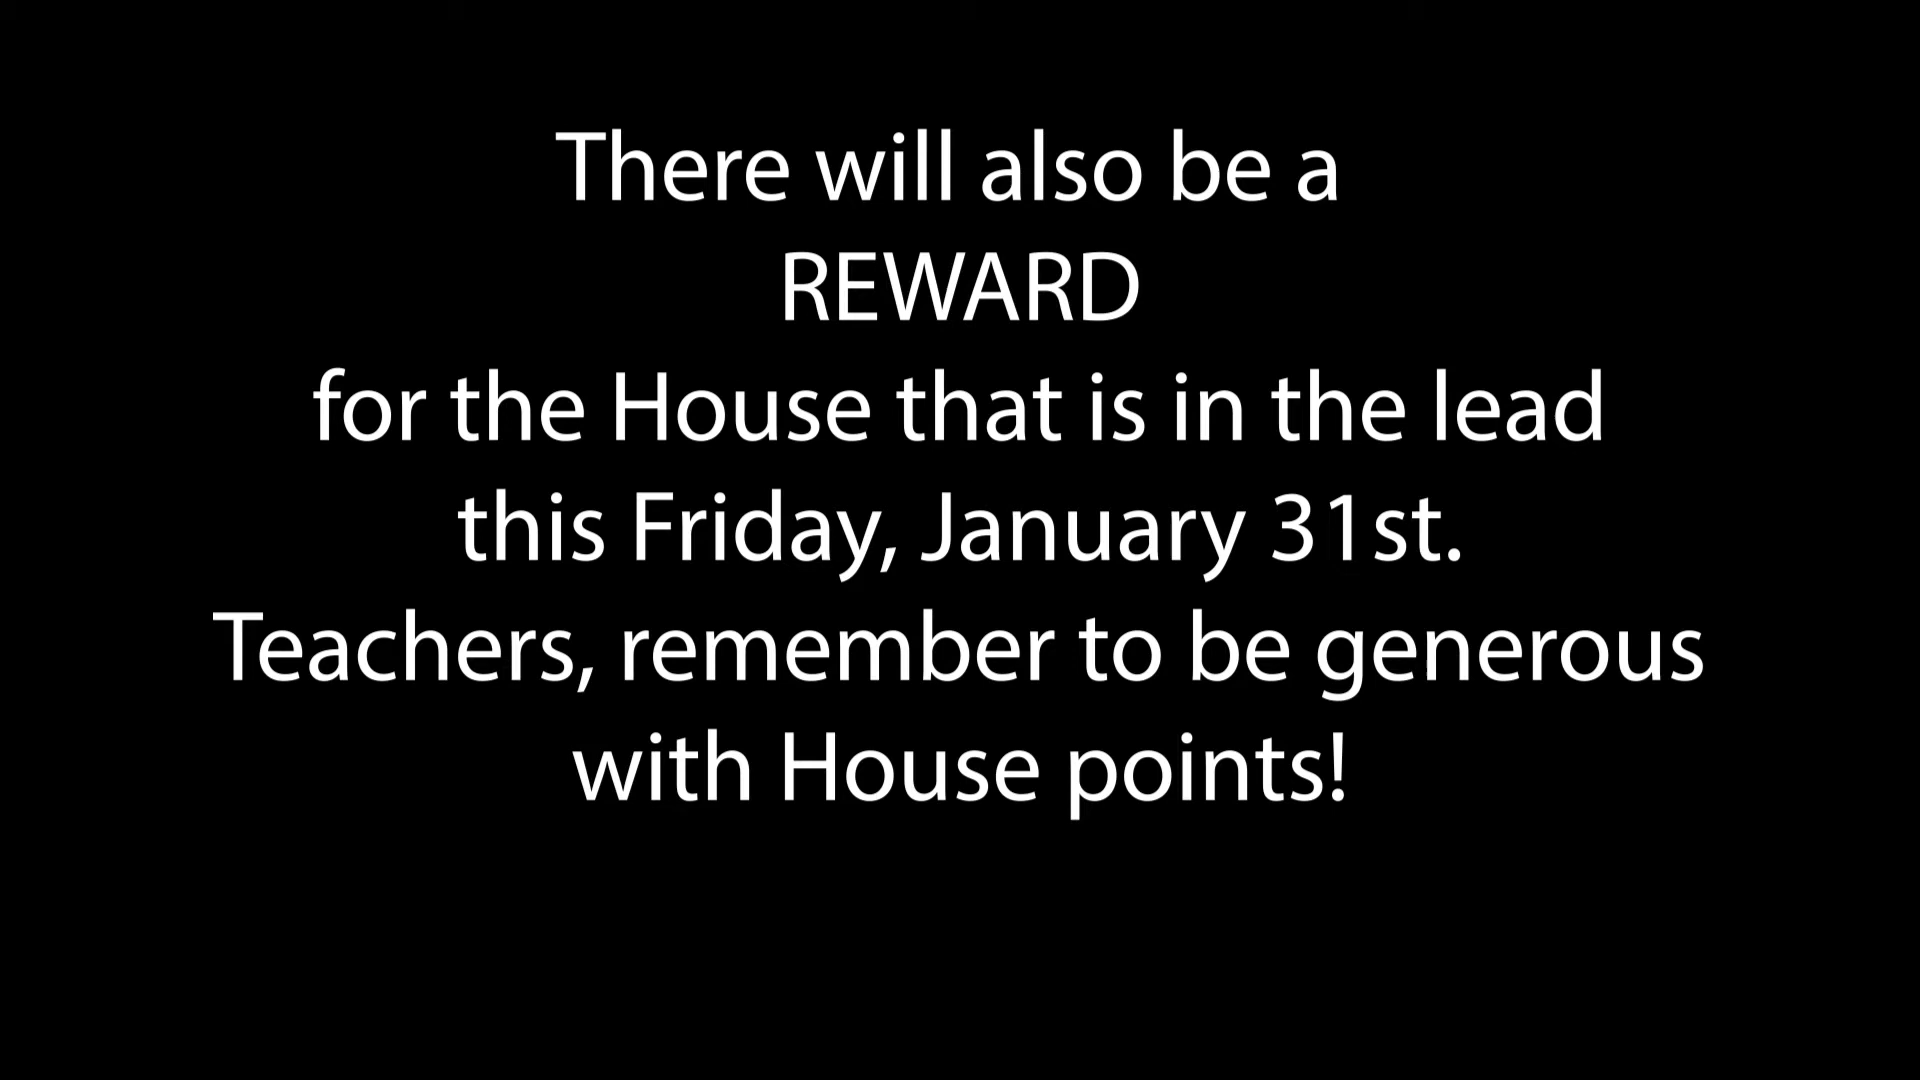 There will also be a
REWARD
for the House that is in the lead
this Friday, January 31st.
Teachers, remember to be generous
with House points!